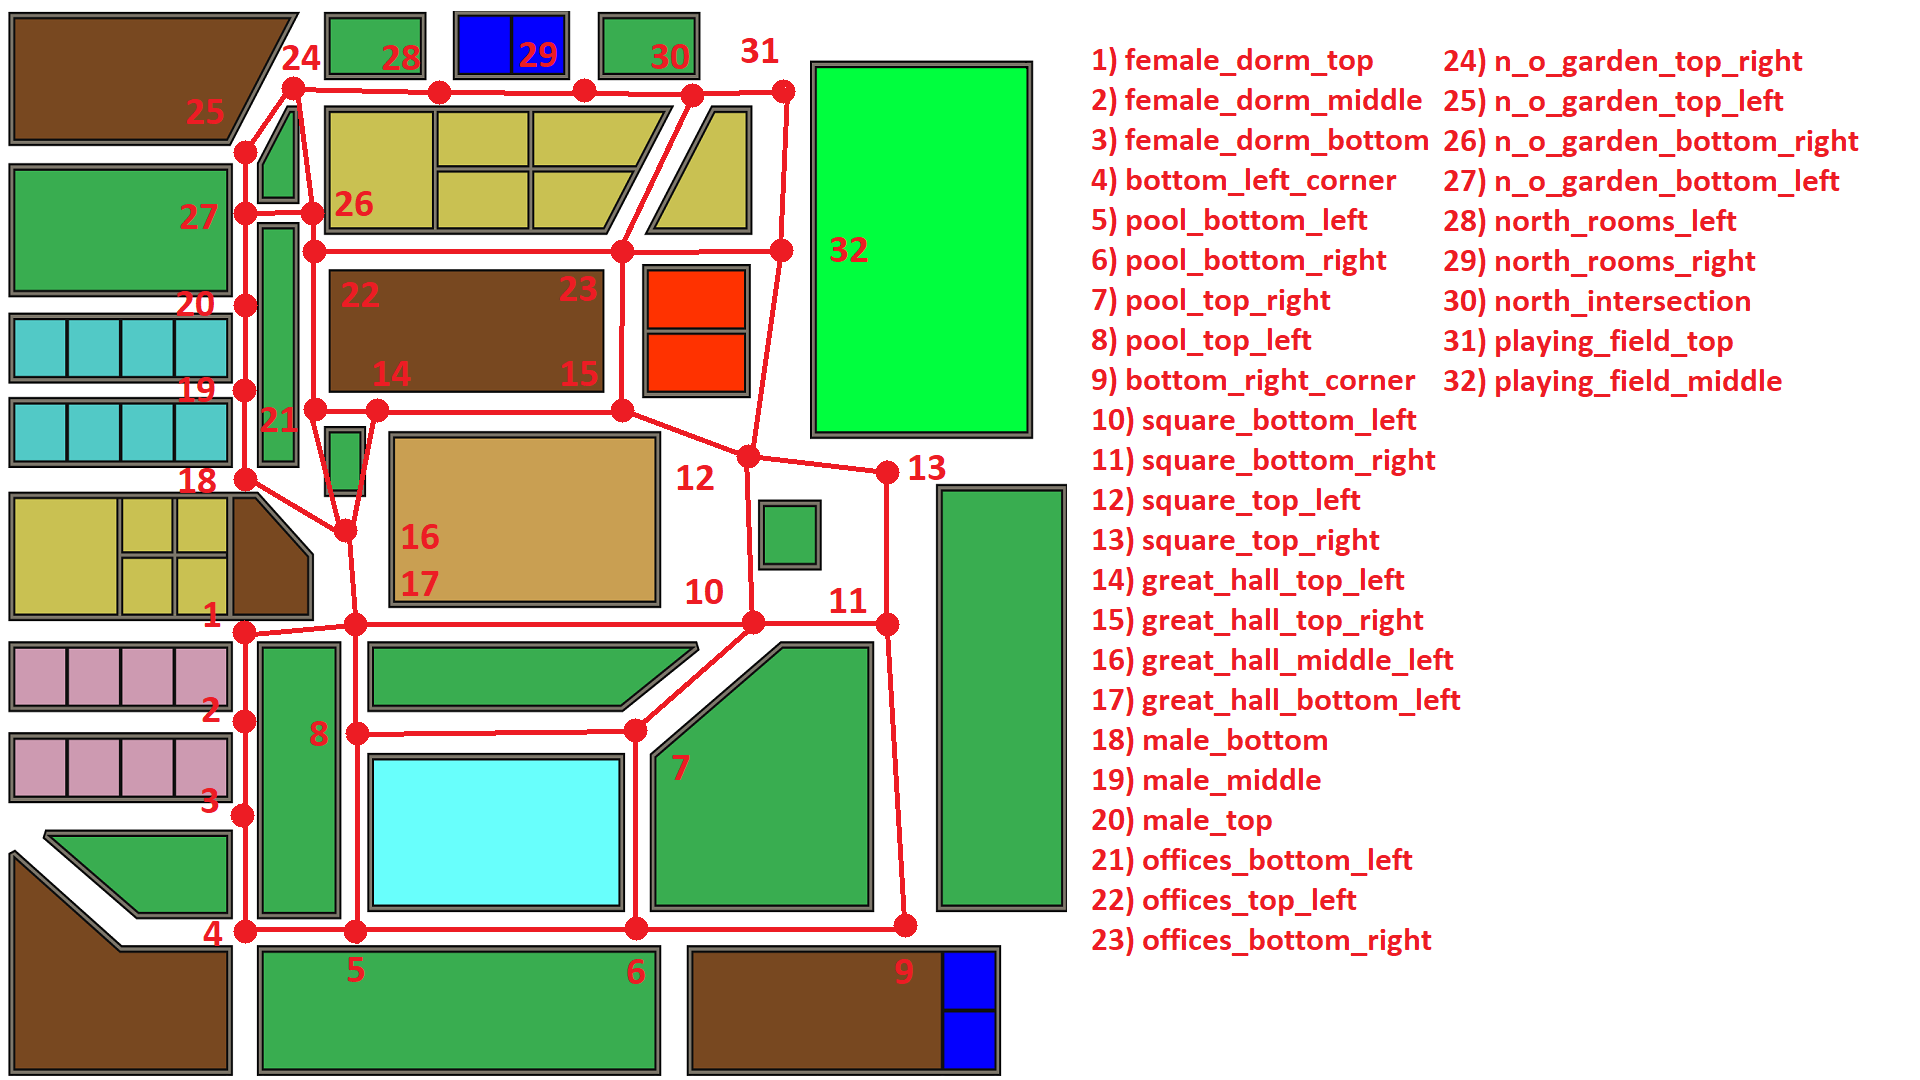 24
28
29
30
31
25
26
27
32
22
23
20
14
15
19
21
12
13
18
16
17
10
11
1
2
8
7
3
4
5
6
9
1) female_dorm_top
2) female_dorm_middle
3) female_dorm_bottom
4) bottom_left_corner
5) pool_bottom_left
6) pool_bottom_right
7) pool_top_right
8) pool_top_left
9) bottom_right_corner
10) square_bottom_left
11) square_bottom_right
12) square_top_left
13) square_top_right
14) great_hall_top_left
15) great_hall_top_right
16) great_hall_middle_left
17) great_hall_bottom_left
18) male_bottom
19) male_middle
20) male_top
21) offices_bottom_left
22) offices_top_left
23) offices_bottom_right
24) n_o_garden_top_right
25) n_o_garden_top_left
26) n_o_garden_bottom_right
27) n_o_garden_bottom_left
28) north_rooms_left
29) north_rooms_right
30) north_intersection
31) playing_field_top
32) playing_field_middle